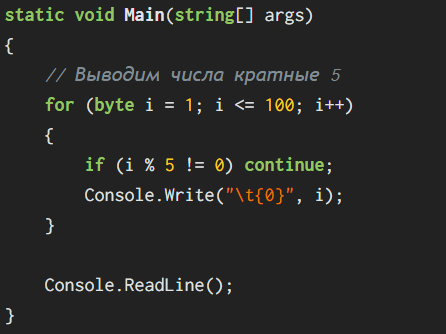 static void Main(string[] args)
{
    // Выводим числа кратные 5
    for (byte i = 1; i <= 100; i++)
    {
        if (i % 5 != 0) continue;
        Console.Write("\t{0}", i);
    }

    Console.ReadLine();
}